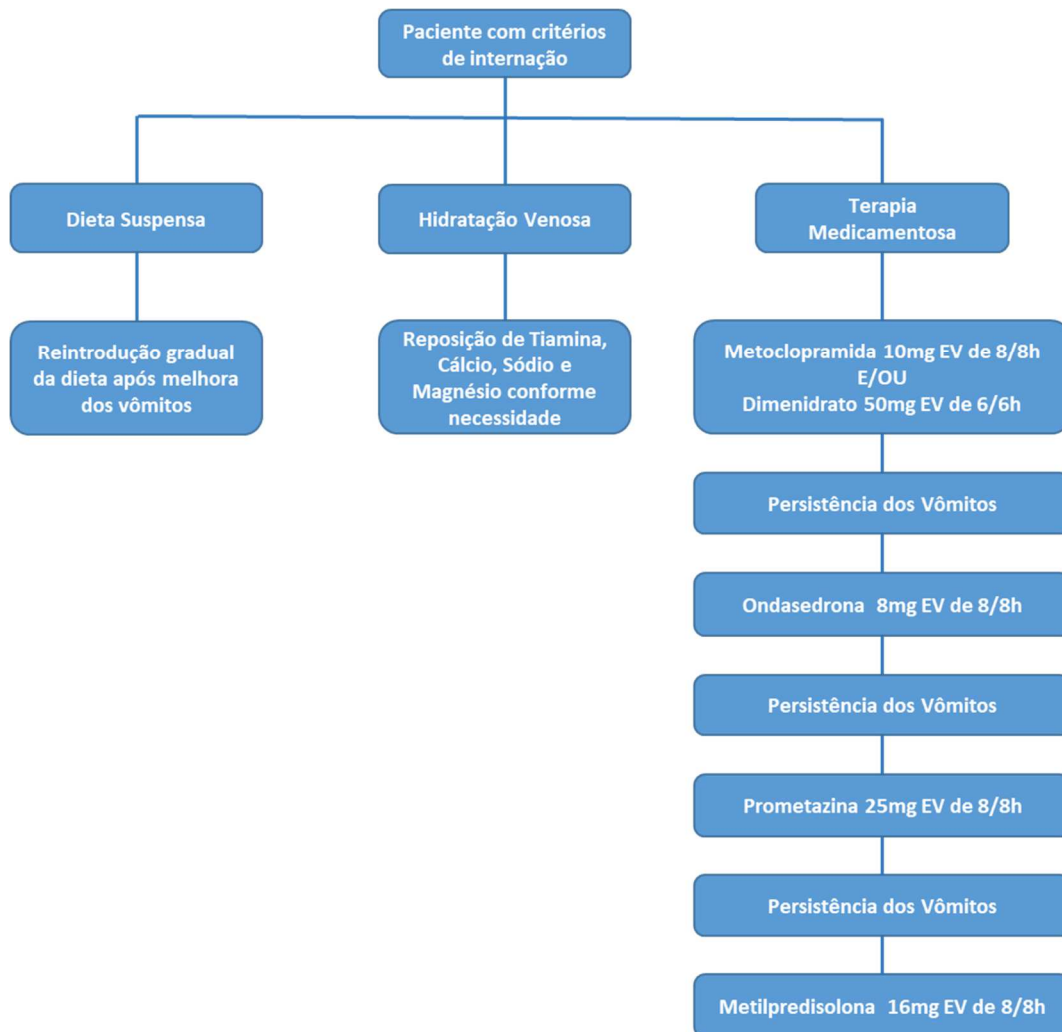 Paciente com critérios
de internação
Dieta Suspensa
Hidratação Venosa
Terapia
Medicamentosa
Reintrodução gradual
da dieta após melhora
dos vômitos
Reposição de Tiamina,
Cálcio, Sódio e
Magnésio conforme
necessidade
Metoclopramida 10mg EV de 8/8h
E/OU
Dimenidrato 50mg EV de 6/6h
Persistência dos Vômitos
Ondasedrona 8mg EV de 8/8h
Persistência dos Vômitos
Prometazina 25mg EV de 8/8h
Persistência dos Vômitos
Metilpredisolona 16mg EV de 8/8h